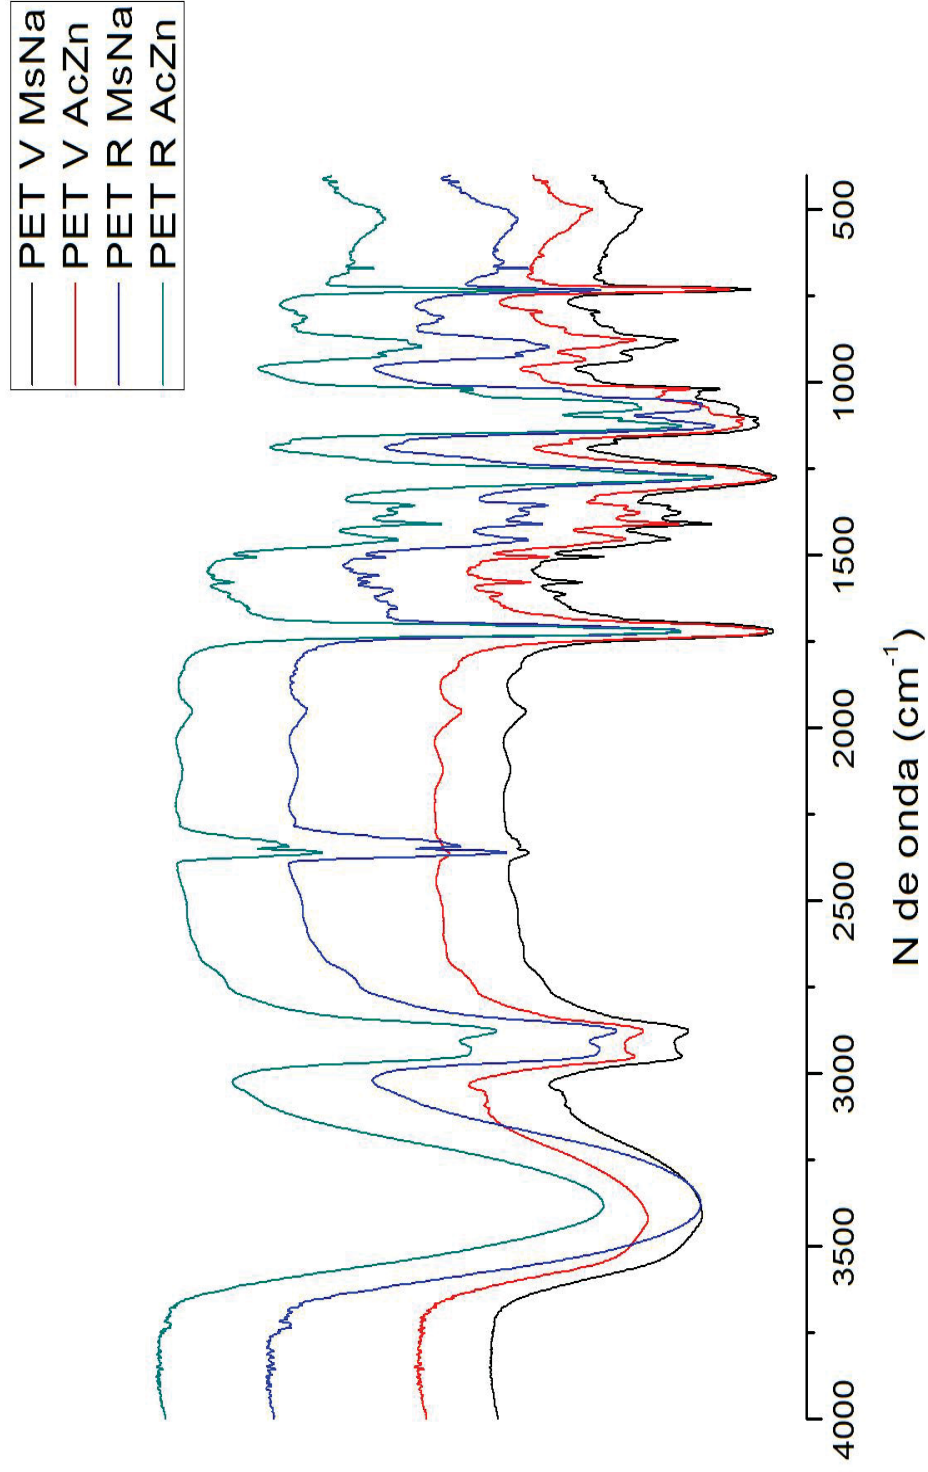 PET V MsNa
PET V AcZn
PET R MsNa
PET R AcZn
4000 3500 3000 2500 2000 1500 1000 500
N de onda (cm⁻¹)